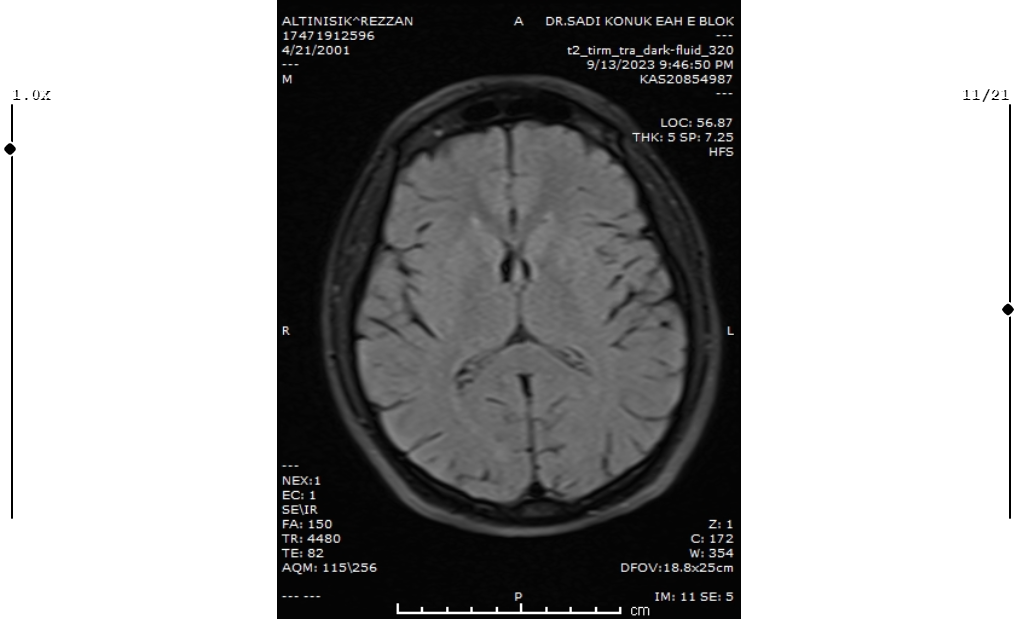 ALTINISIK^REZZAN
17471912596
4/21/2001
---
M
A
DR.SADI KONUK EAH E BLOK
---
t2_tirm_tra_dark-fluid_320
9/13/2023 9:46:50 PM
KAS20854987
---
LOC: 56.87
THK: 5 SP: 7.25
HFS
1.0X
11/21
R
L
---
NEX:1
EC: 1
SE\IR
FA: 150
TR: 4480
TE: 82
AQM: 115\256
--- ---
Z: 1
C: 172
W: 354
DFOV:18.8x25cm
P
IM: 11 SE: 5
cm